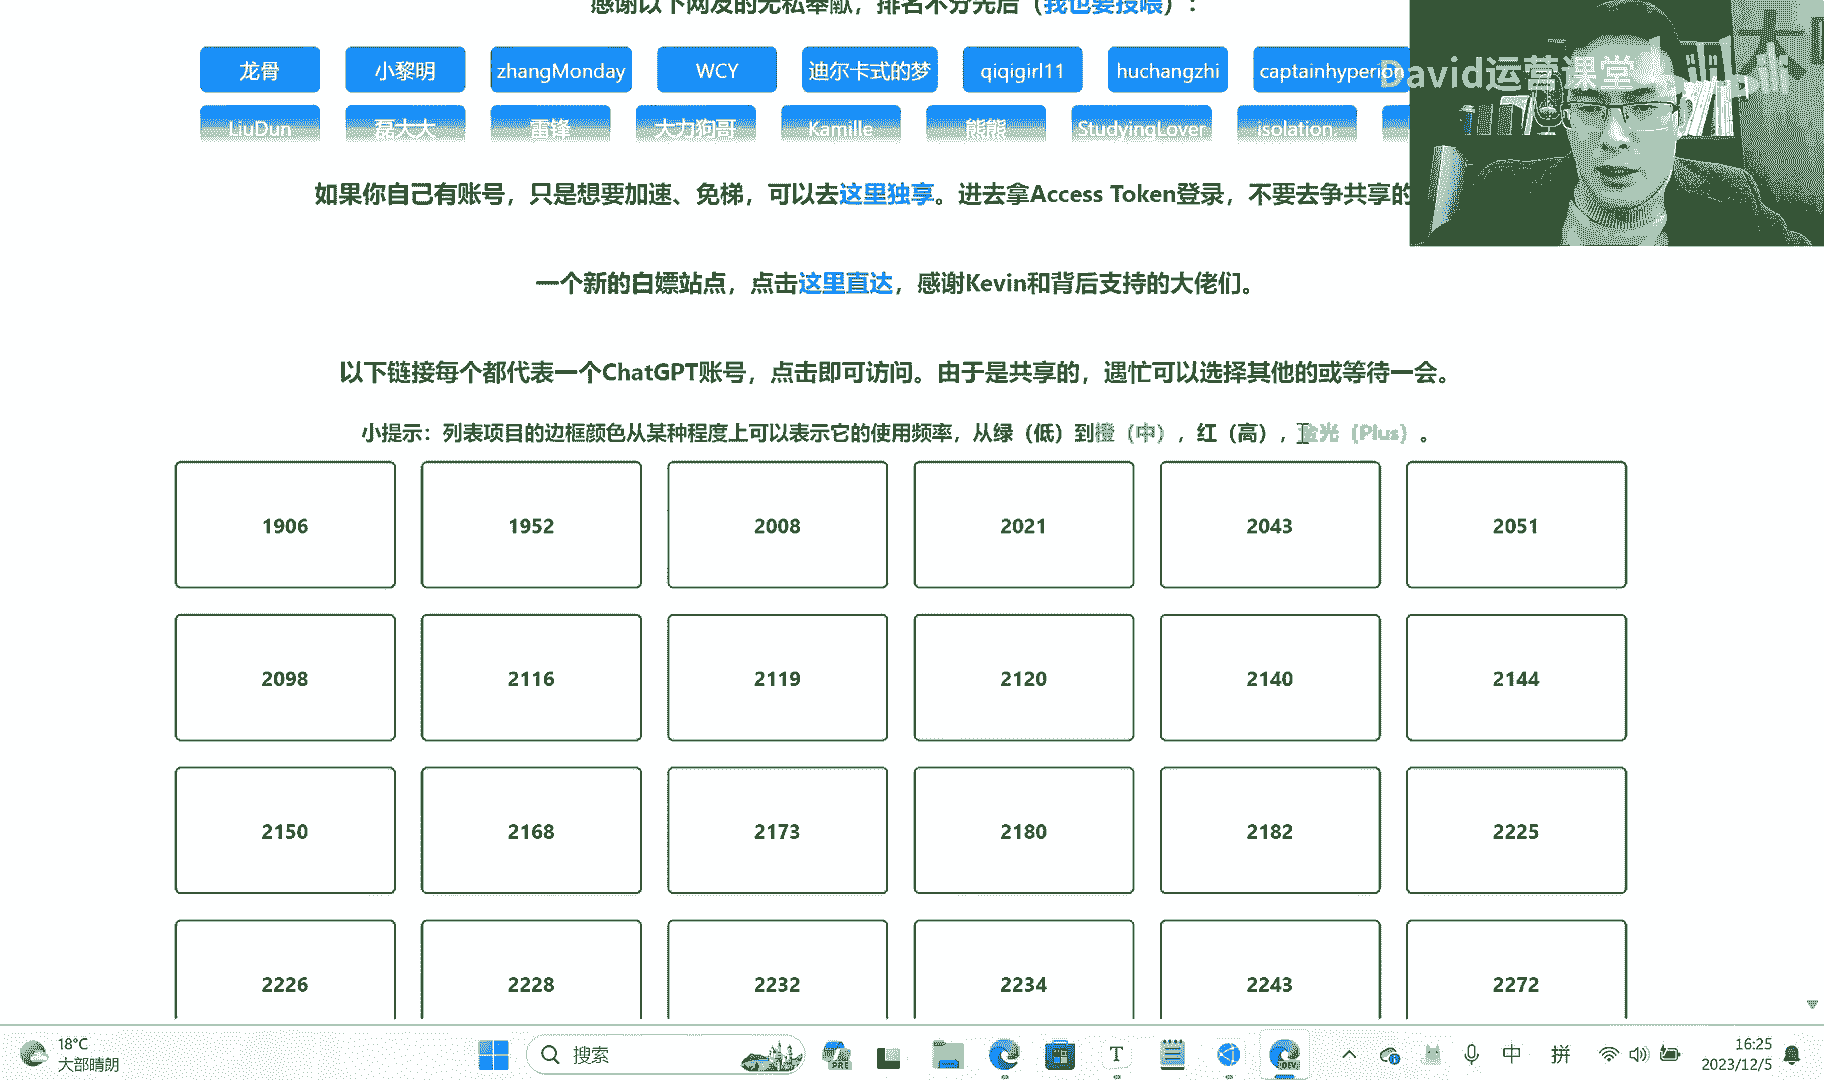 感谢以下网友的无私奉献，排名不分先后（我也要投喂）：
龙骨 小黎明 zhangMonday WCY 迪尔卡式的梦 qiqigirl11 huchangzhi captainhyperion
David运营课堂 bilibili
LiuDun 磊大大 雷锋 大力狗哥 Kamille 熊熊 StudyingLover isolation.
如果你自己有账号，只是想要加速、免梯，可以去这里独享。进去拿Access Token登录，不要去争共享的
一个新的白嫖站点，点击这里直达，感谢Kevin和背后支持的大佬们。
以下链接每个都代表一个ChatGPT账号，点击即可访问。由于是共享的，遇忙可以选择其他的或等待一会。
小提示：列表项目的边框颜色从某种程度上可以表示它的使用频率，从绿（低）到橙（中），红（高），金光（Plus）。
1906 1952 2008 2021 2043 2051
2098 2116 2119 2120 2140 2144
2150 2168 2173 2180 2182 2225
2226 2228 2232 2234 2243 2272
18°C
大部晴朗
搜索
PRE
T
DEV
中 拼
16:25
2023/12/5